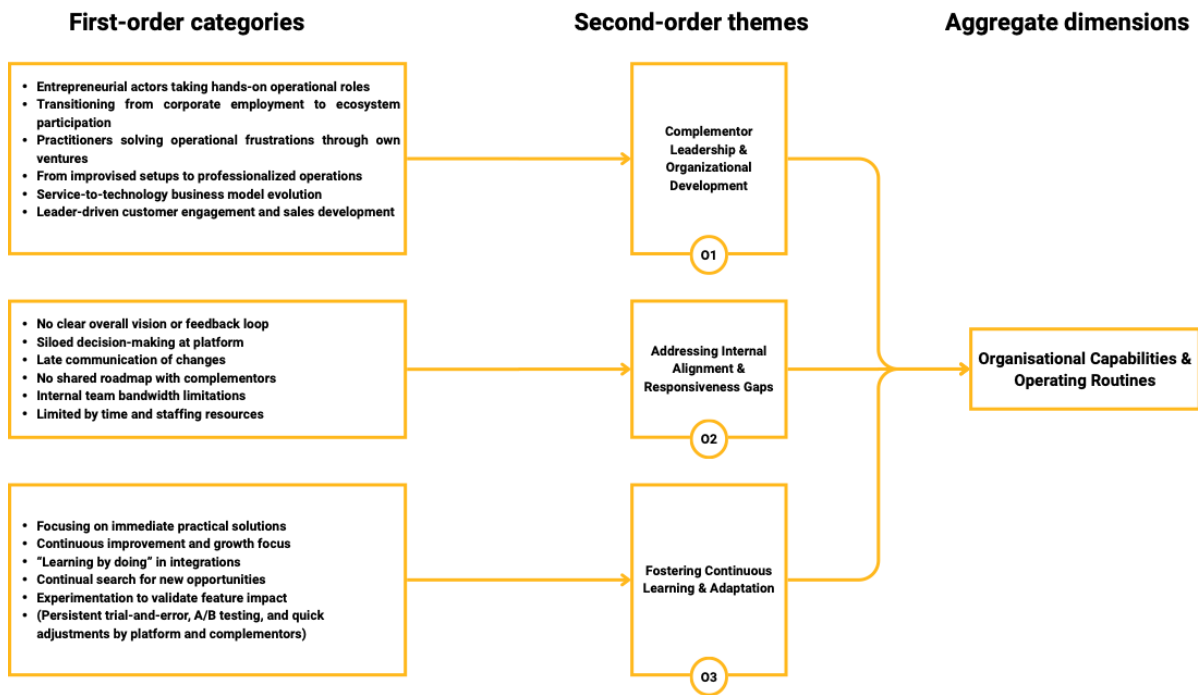 First-order categories
Second-order themes
Aggregate dimensions
• Entrepreneurial actors taking hands-on operational roles
• Transitioning from corporate employment to ecosystem
participation
• Practitioners solving operational frustrations through own
ventures
• From improvised setups to professionalized operations
• Service-to-technology business model evolution
• Leader-driven customer engagement and sales development
Complementor
Leadership &
Organizational
Development
O1
• No clear overall vision or feedback loop
• Siloed decision-making at platform
• Late communication of changes
• No shared roadmap with complementors
• Internal team bandwidth limitations
• Limited by time and staffing resources
Addressing Internal
Alignment &
Responsiveness Gaps
O2
Organisational Capabilities &
Operating Routines
• Focusing on immediate practical solutions
• Continuous improvement and growth focus
• “Learning by doing” in integrations
• Continual search for new opportunities
• Experimentation to validate feature impact
• (Persistent trial-and-error, A/B testing, and quick
adjustments by platform and complementors)
Fostering Continuous
Learning & Adaptation
O3